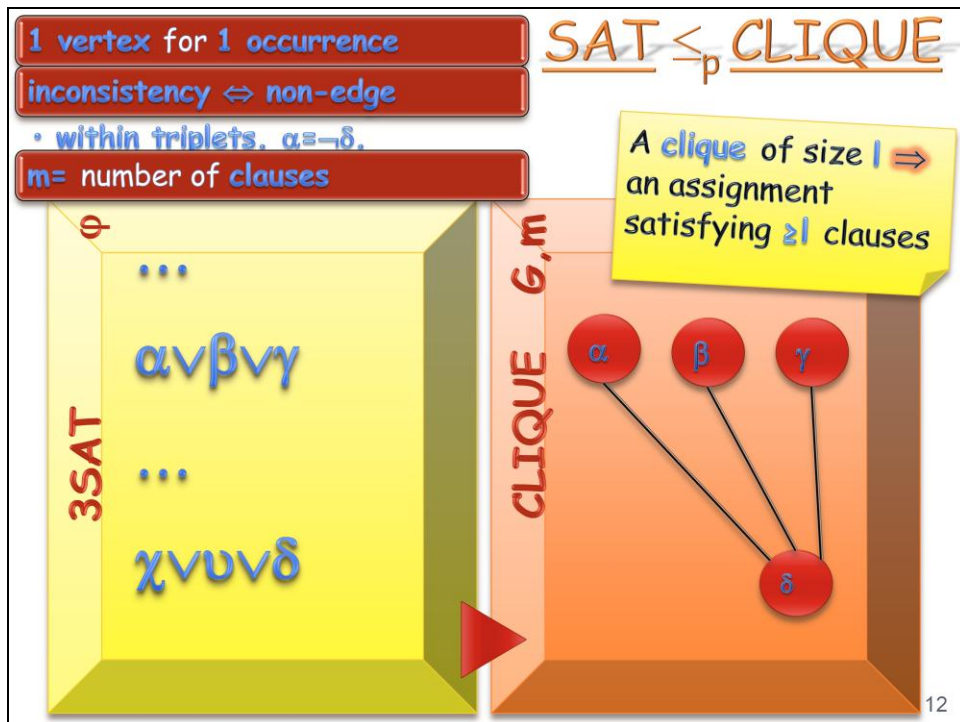 1 vertex for 1 occurrence
inconsistency ⇔ non-edge
• within triplets, α=¬δ,
m= number of clauses
SAT ≤p CLIQUE
A clique of size l ⇒
an assignment
satisfying ≥l clauses
3SAT φ
...
α∨β∨γ
...
χ∨υ∨δ
CLIQUE G,m
α β γ
δ
12